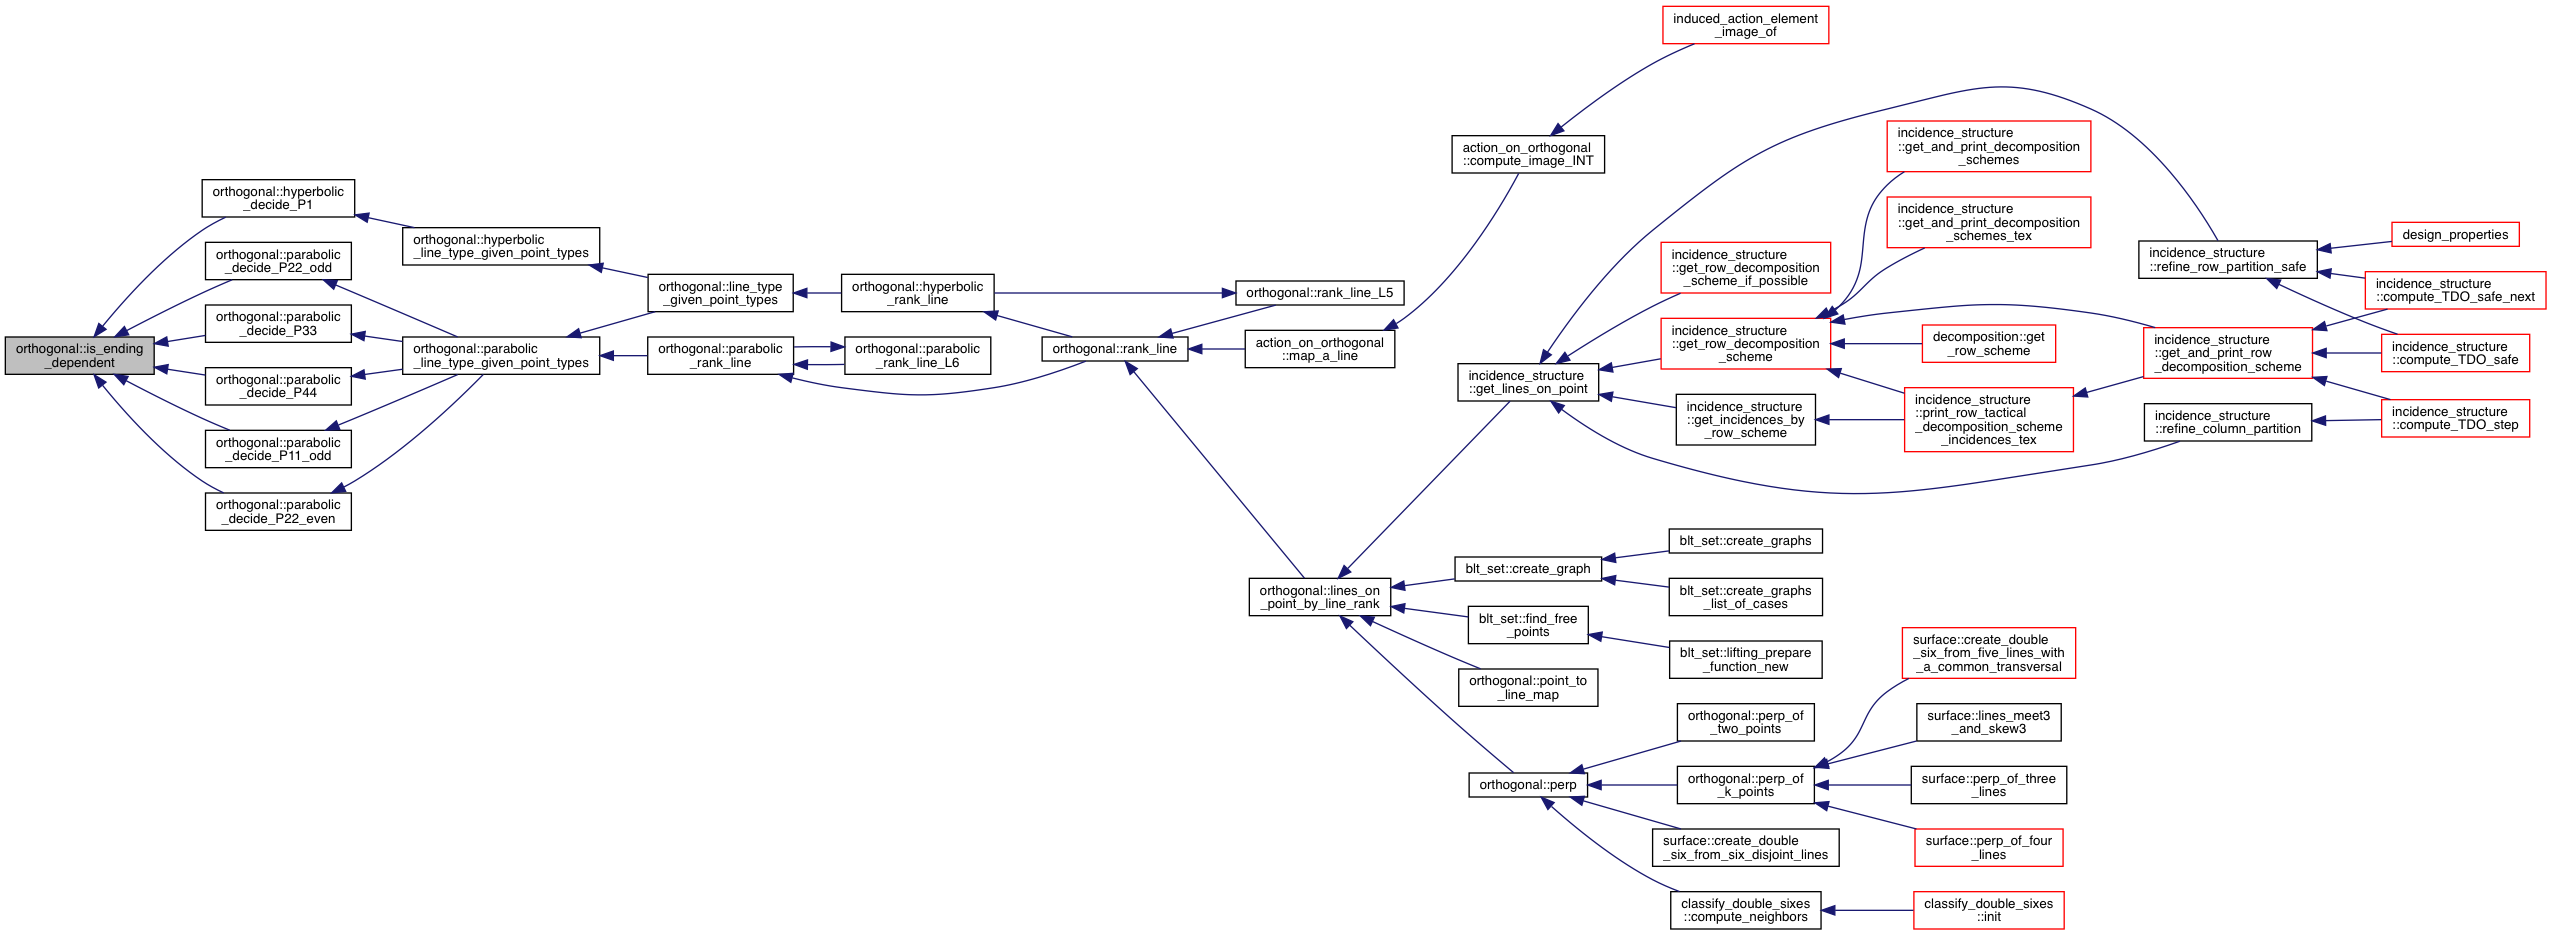 orthogonal::is_ending
_dependent
orthogonal::hyperbolic
_decide_P1
orthogonal::parabolic
_decide_P22_odd
orthogonal::parabolic
_decide_P33
orthogonal::parabolic
_decide_P44
orthogonal::parabolic
_decide_P11_odd
orthogonal::parabolic
_decide_P22_even
orthogonal::hyperbolic
_line_type_given_point_types
orthogonal::parabolic
_line_type_given_point_types
orthogonal::line_type
_given_point_types
orthogonal::parabolic
_rank_line
orthogonal::hyperbolic
_rank_line
orthogonal::parabolic
_rank_line_L6
orthogonal::rank_line
orthogonal::rank_line_L5
action_on_orthogonal
::map_a_line
orthogonal::lines_on
_point_by_line_rank
action_on_orthogonal
::compute_image_INT
induced_action_element
_image_of
incidence_structure
::get_lines_on_point
incidence_structure
::get_row_decomposition
_scheme_if_possible
incidence_structure
::get_row_decomposition
_scheme
incidence_structure
::get_incidences_by
_row_scheme
incidence_structure
::get_and_print_decomposition
_schemes
incidence_structure
::get_and_print_decomposition
_schemes_tex
decomposition::get
_row_scheme
incidence_structure
::print_row_tactical
_decomposition_scheme
_incidences_tex
incidence_structure
::refine_row_partition_safe
incidence_structure
::get_and_print_row
_decomposition_scheme
incidence_structure
::refine_column_partition
design_properties
incidence_structure
::compute_TDO_safe_next
incidence_structure
::compute_TDO_safe
incidence_structure
::compute_TDO_step
blt_set::create_graph
blt_set::create_graphs
blt_set::create_graphs
_list_of_cases
blt_set::find_free
_points
blt_set::lifting_prepare
_function_new
orthogonal::point_to
_line_map
orthogonal::perp
orthogonal::perp_of
_two_points
orthogonal::perp_of
_k_points
surface::create_double
_six_from_six_disjoint_lines
classify_double_sixes
::compute_neighbors
surface::create_double
_six_from_five_lines_with
_a_common_transversal
surface::lines_meet3
_and_skew3
surface::perp_of_three
_lines
surface::perp_of_four
_lines
classify_double_sixes
::init